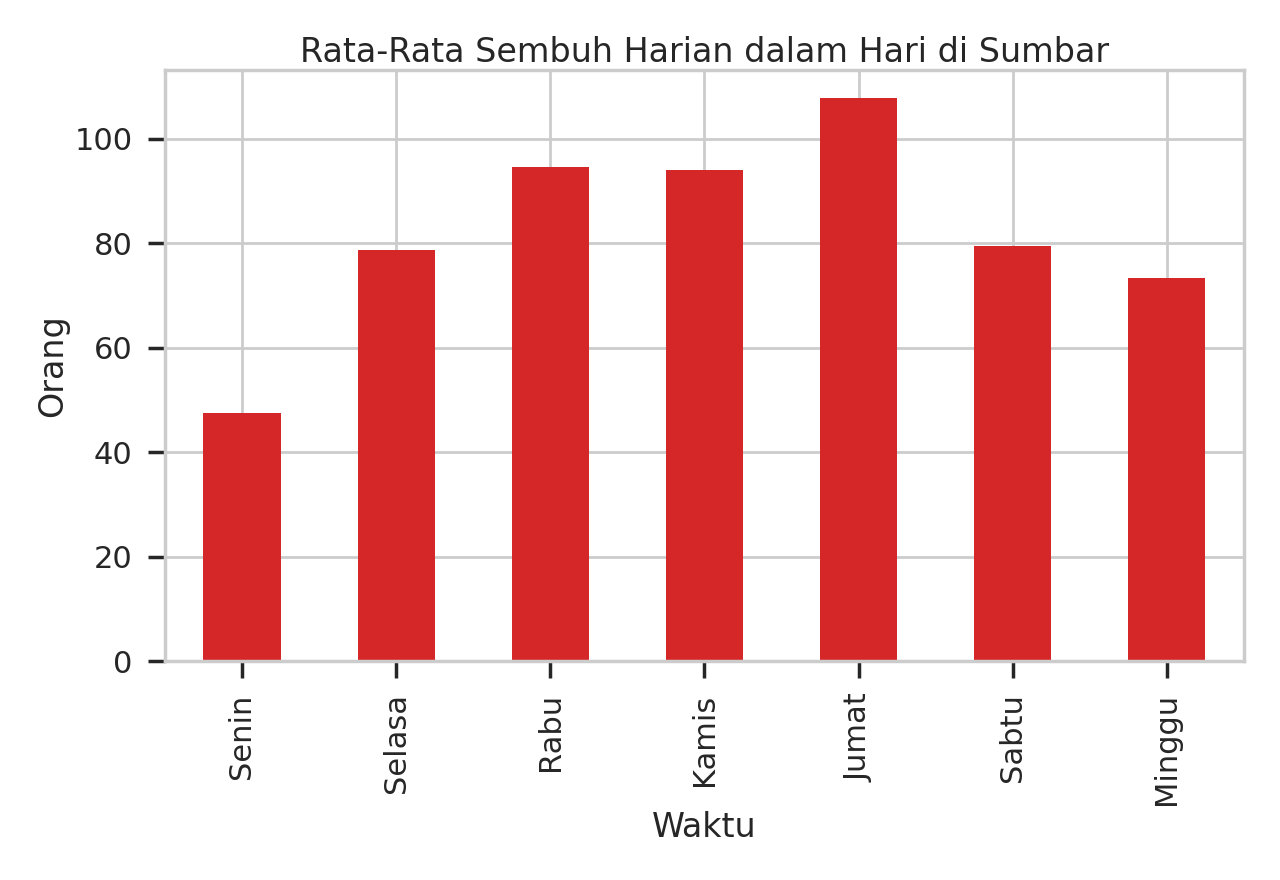 Rata-Rata Sembuh Harian dalam Hari di Sumbar
Orang
100
80
60
40
20
0
Senin
Selasa
Rabu
Kamis
Jumat
Sabtu
Minggu
Waktu